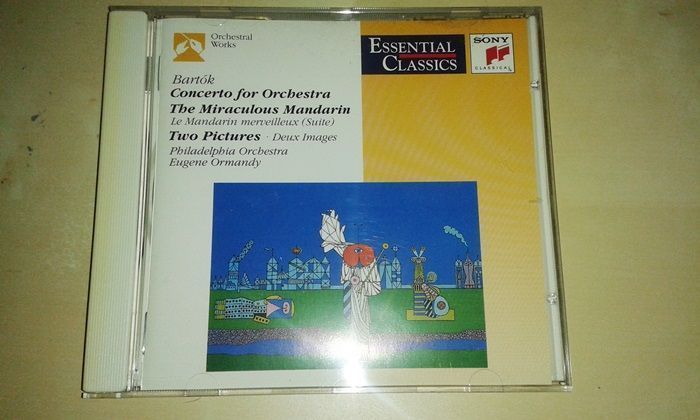 Orchestral
Works
ESSENTIAL
CLASSICS
SONY
CLASSICAL
Bartók
Concerto for Orchestra
The Miraculous Mandarin
Le Mandarin merveilleux (Suite)
Two Pictures · Deux Images
Philadelphia Orchestra
Eugene Ormandy